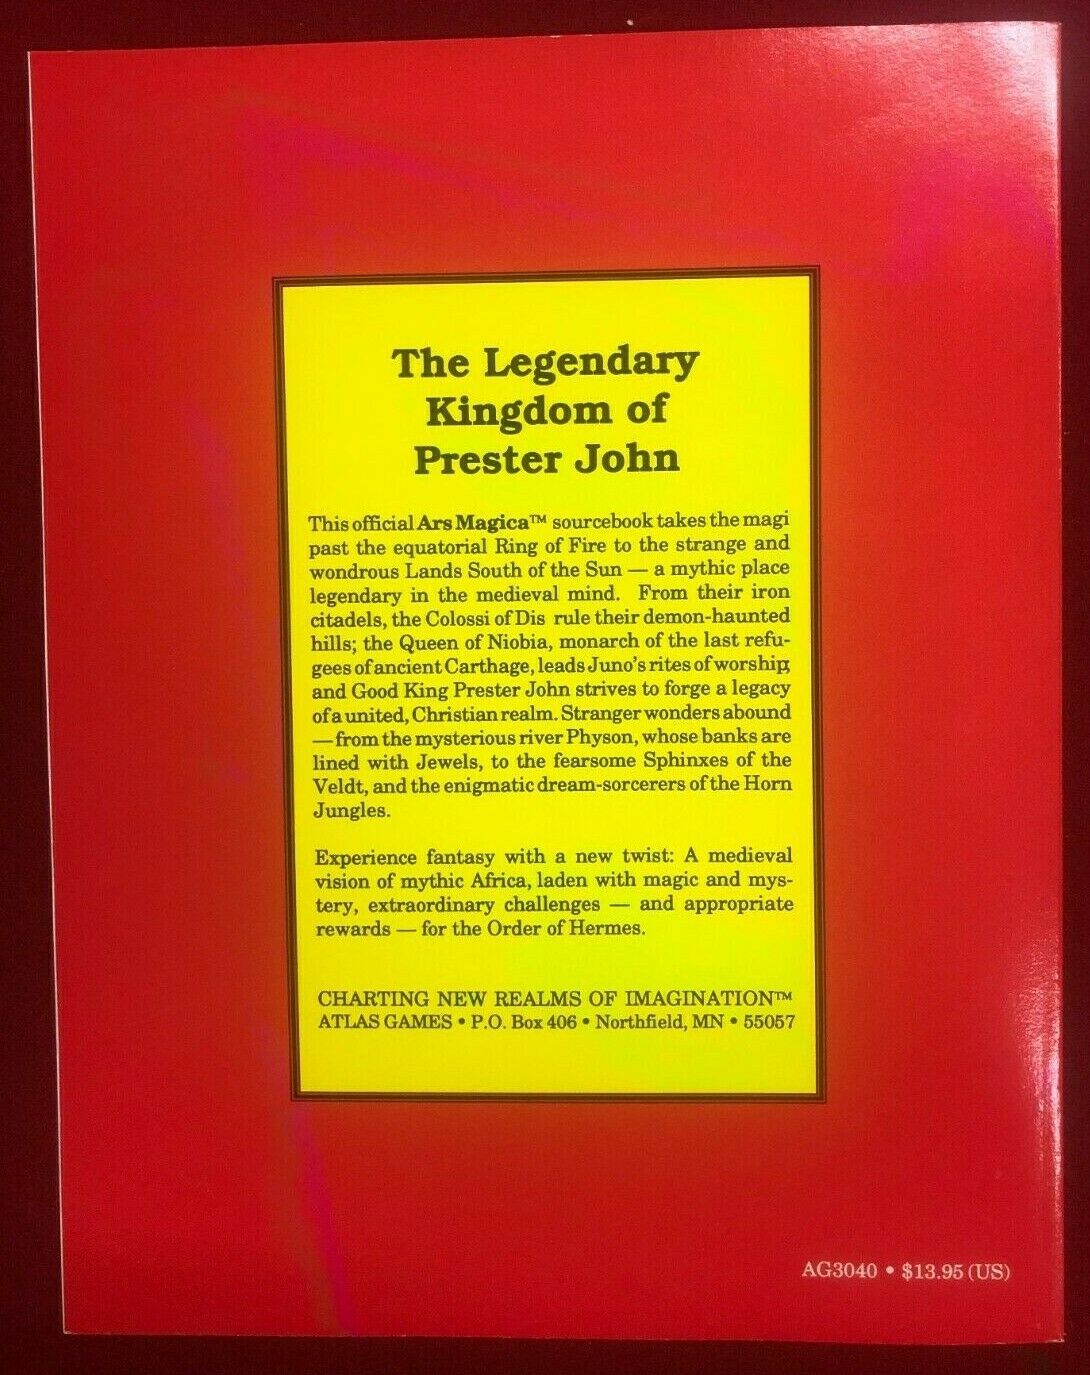 The Legendary
Kingdom of
Prester John
This official Ars Magica™ sourcebook takes the magi
past the equatorial Ring of Fire to the strange and
wondrous Lands South of the Sun — a mythic place
legendary in the medieval mind. From their iron
citadels, the Colossi of Dis rule their demon-haunted
hills; the Queen of Niobia, monarch of the last refu-
gees of ancient Carthage, leads Juno's rites of worship,
and Good King Prester John strives to forge a legacy
of a united, Christian realm. Stranger wonders abound
—from the mysterious river Physon, whose banks are
lined with Jewels, to the fearsome Sphinxes of the
Veldt, and the enigmatic dream-sorcerers of the Horn
Jungles.
Experience fantasy with a new twist: A medieval
vision of mythic Africa, laden with magic and mys-
tery, extraordinary challenges — and appropriate
rewards — for the Order of Hermes.
CHARTING NEW REALMS OF IMAGINATION™
ATLAS GAMES • P.O. Box 406 • Northfield, MN • 55057
AG3040 • $13.95 (US)